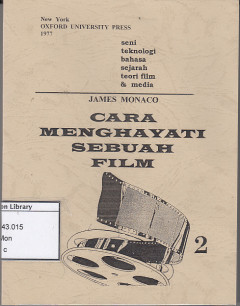 New York
OXFORD UNIVERSITY PRESS
1977
seni
teknologi
bahasa
sejarah
teori film
& media
JAMES MONACO
CARA
MENGHAYATI
SEBUAH
FILM
2
en Library
43.015
Mon
c